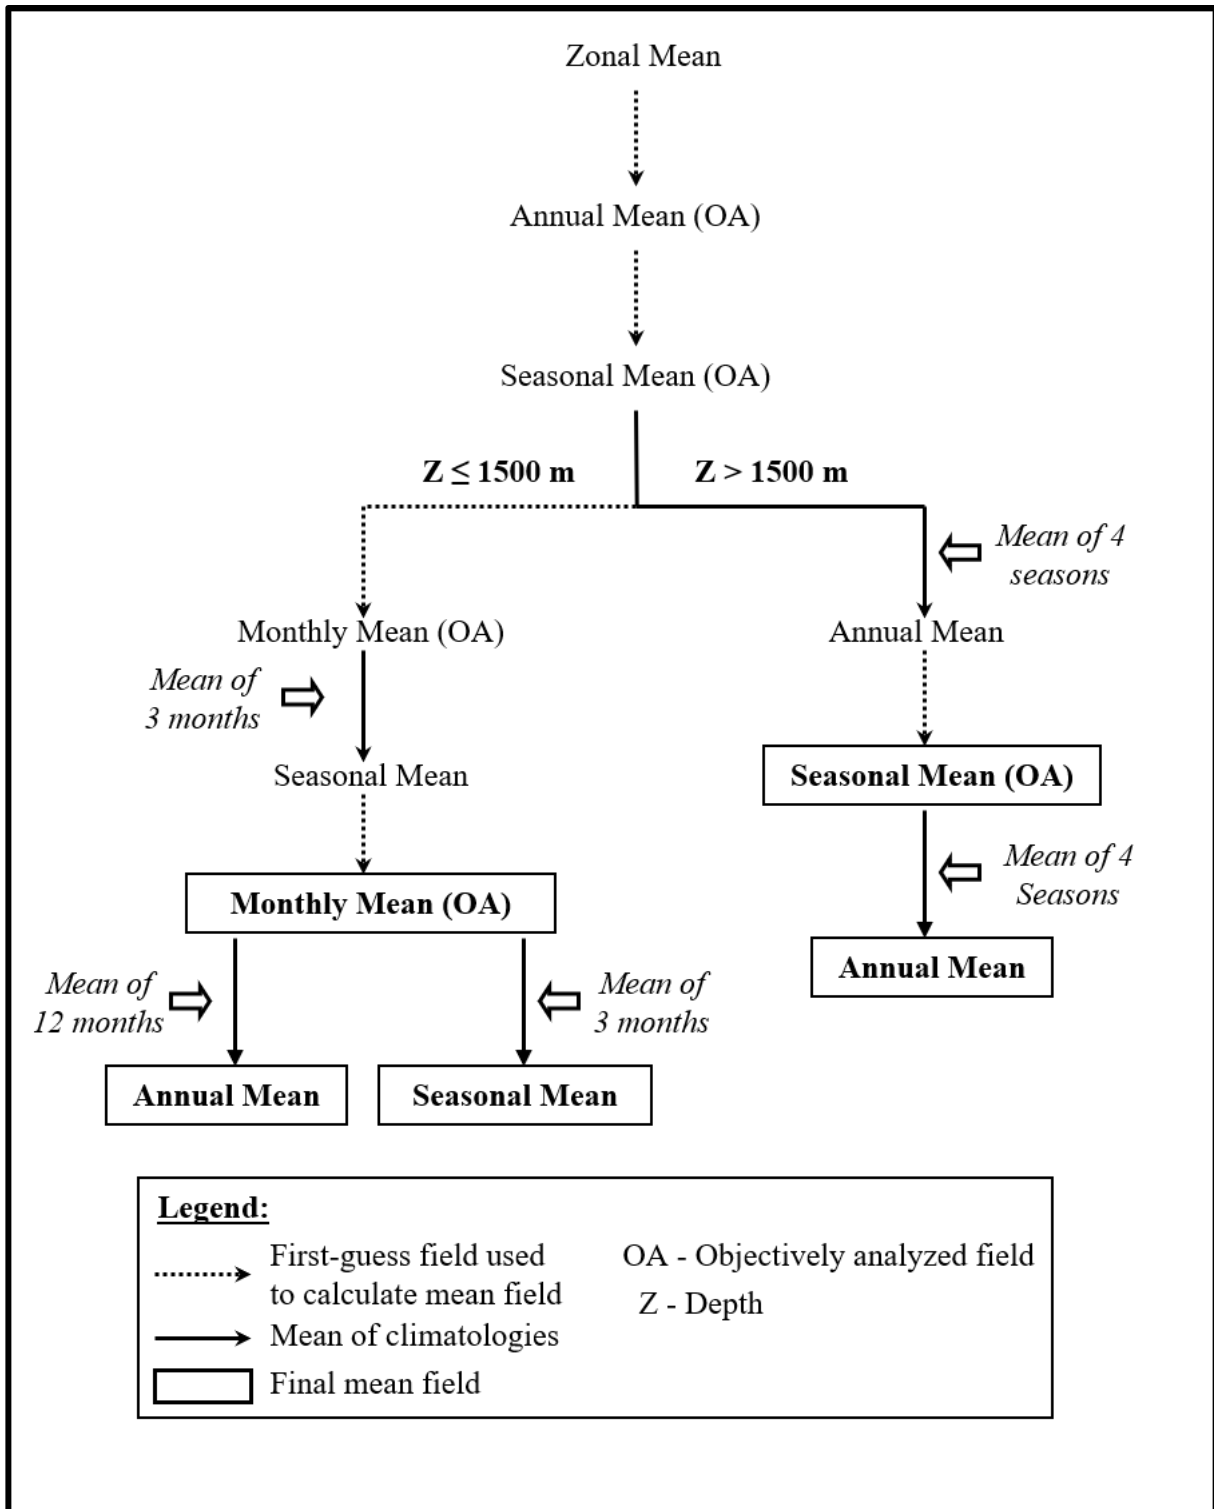 Zonal Mean
Annual Mean (OA)
Seasonal Mean (OA)
Z ≤ 1500 m
Z > 1500 m
Mean of 4
seasons
Monthly Mean (OA)
Annual Mean
Mean of
3 months
Seasonal Mean
Seasonal Mean (OA)
Mean of 4
Seasons
Monthly Mean (OA)
Annual Mean
Mean of
12 months
Mean of
3 months
Annual Mean
Seasonal Mean
Legend:
First-guess field used
to calculate mean field
Mean of climatologies
Final mean field
OA - Objectively analyzed field
Z - Depth